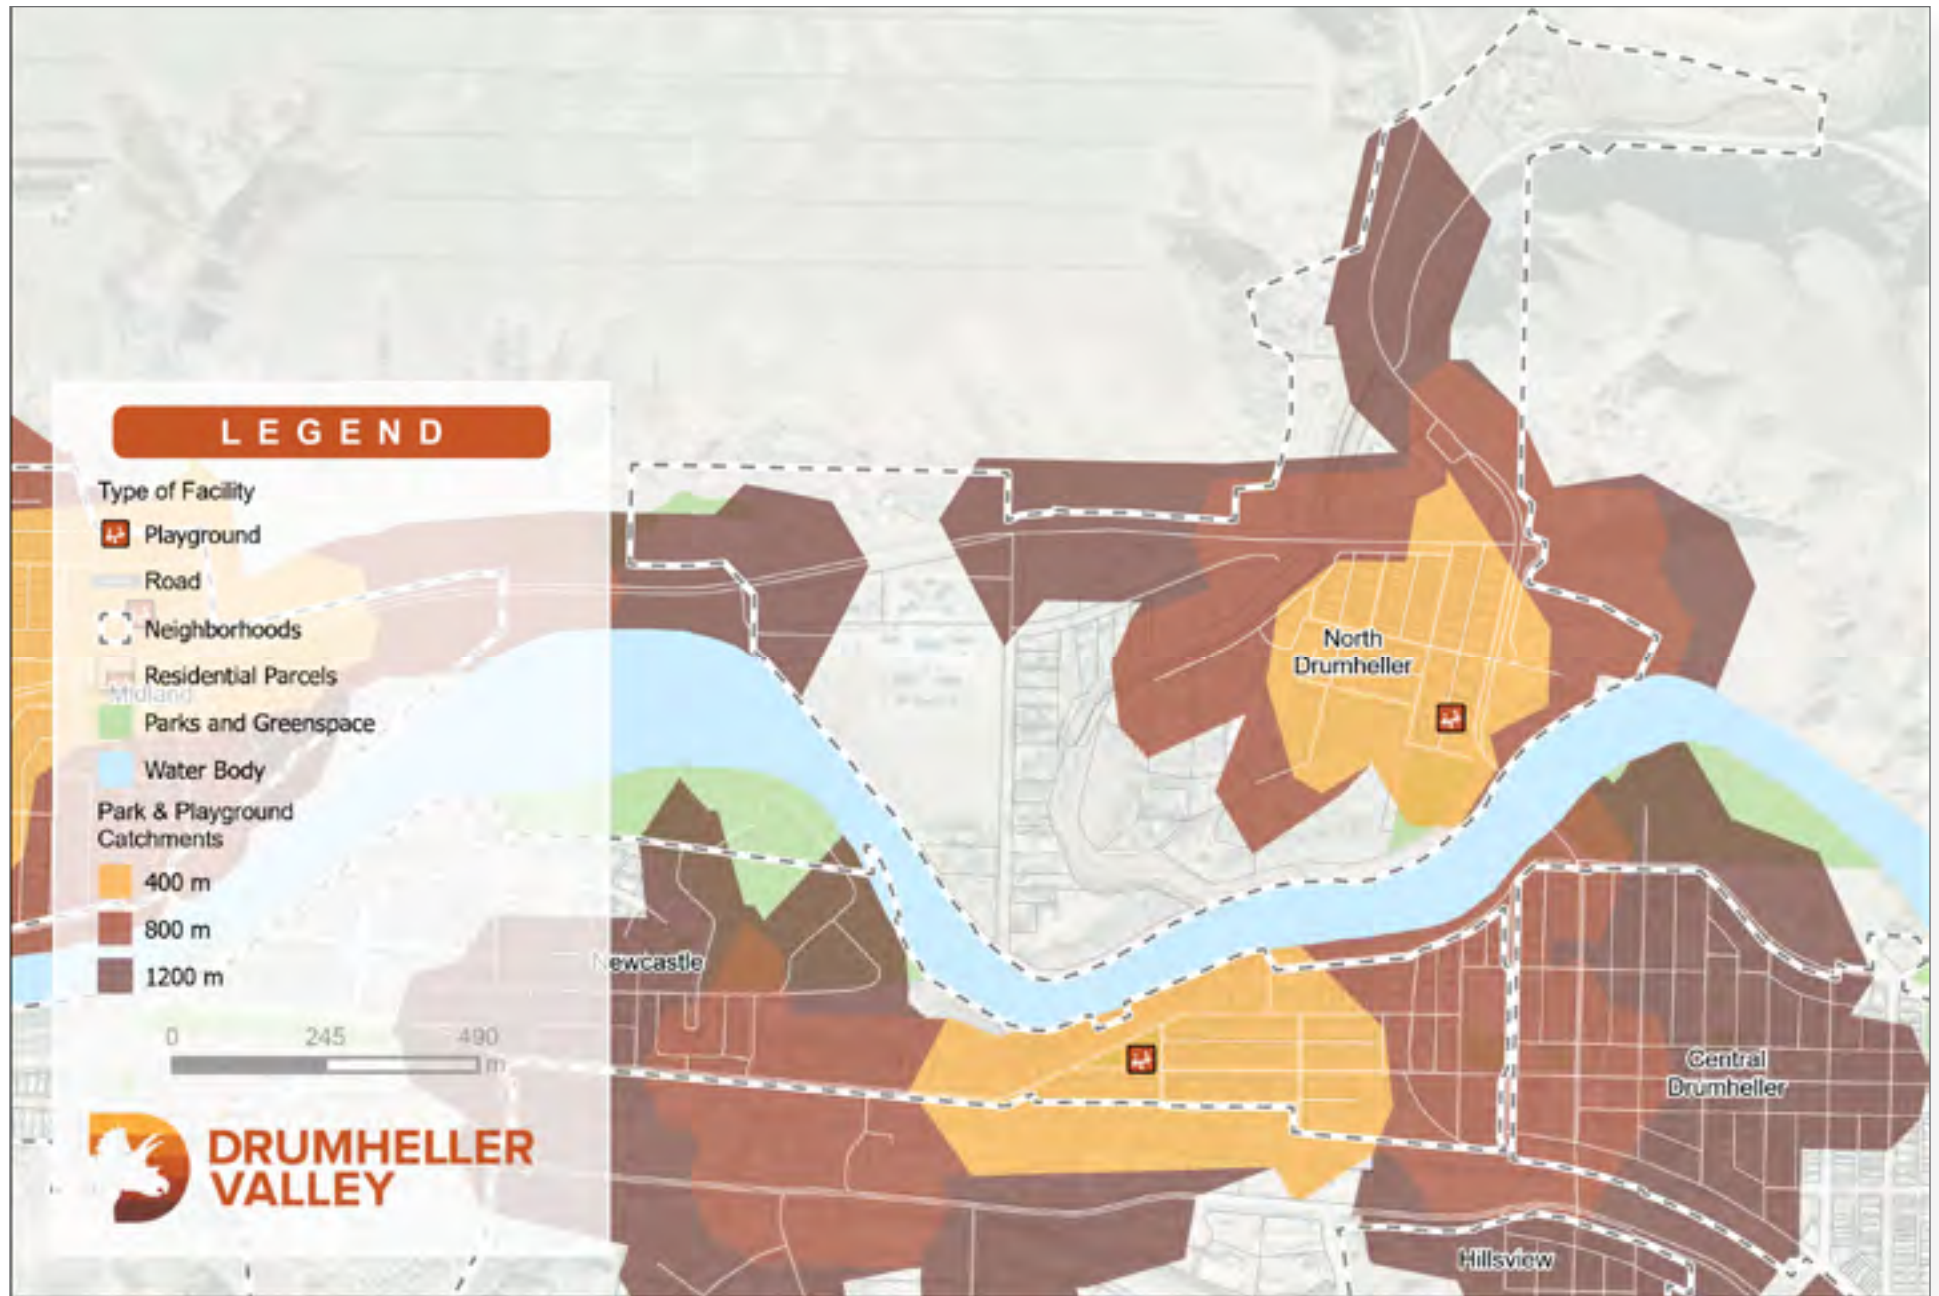 LEGEND
Type of Facility
Playground
Road
Neighborhoods
Residential Parcels
Midland
Parks and Greenspace
Water Body
Park & Playground
Catchments
400 m
800 m
1200 m
0 245 490
m
DRUMHELLER
VALLEY
North
Drumheller
Newcastle
Central
Drumheller
Hillsview